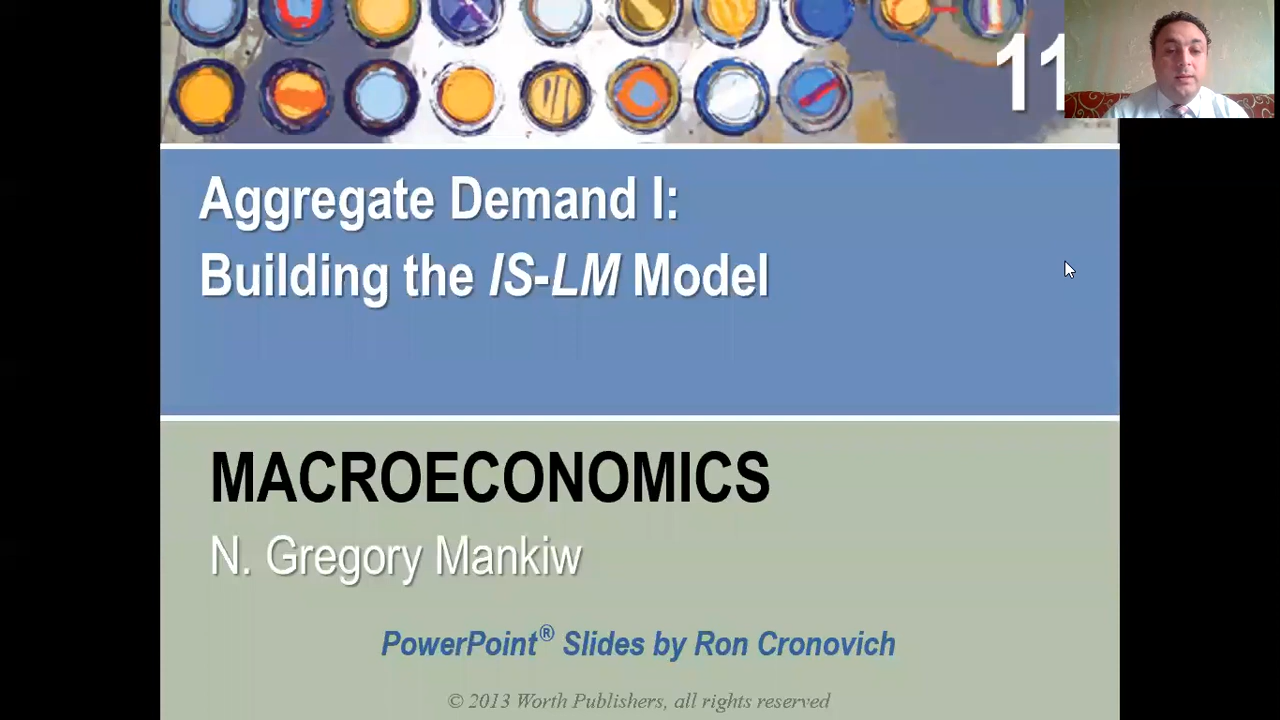 11
Aggregate Demand I:
Building the IS-LM Model
MACROECONOMICS
N. Gregory Mankiw
PowerPoint® Slides by Ron Cronovich
© 2013 Worth Publishers, all rights reserved